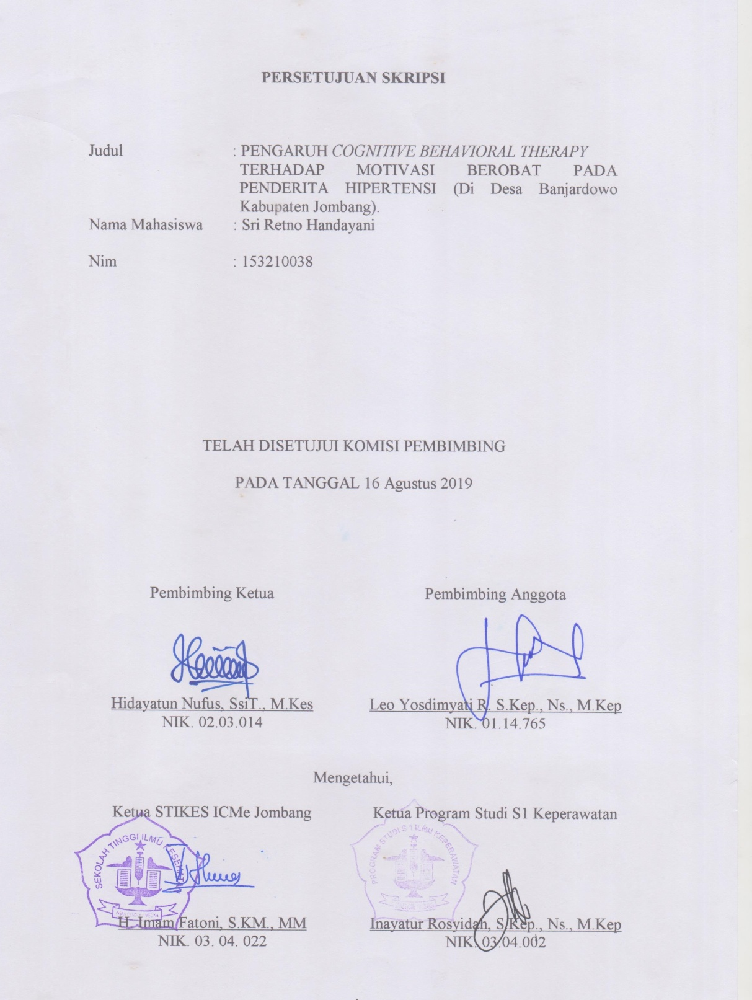 PERSETUJUAN SKRIPSI
Judul : PENGARUH COGNITIVE BEHAVIORAL THERAPY
TERHADAP MOTIVASI BEROBAT PADA
PENDERITA HIPERTENSI (Di Desa Banjardowo
Kabupaten Jombang).
Nama Mahasiswa : Sri Retno Handayani
Nim : 153210038
TELAH DISETUJUI KOMISI PEMBIMBING
PADA TANGGAL 16 Agustus 2019
Pembimbing Ketua Pembimbing Anggota
Hidayatun Nufus, SsiT., M.Kes Leo Yosdimyati R. S.Kep., Ns., M.Kep
NIK. 02.03.014 NIK. 01.14.765
Mengetahui,
Ketua STIKES ICMe Jombang Ketua Program Studi S1 Keperawatan
SEKOLAH TINGGI ILMU KESEHATAN PROGRAM STUDI S1 ILMU KEPERAWATAN
H. Imam Fatoni, S.KM., MM Inayatur Rosyidah, S.Kep., Ns., M.Kep
NIK. 03. 04. 022 NIK. 03.04.002